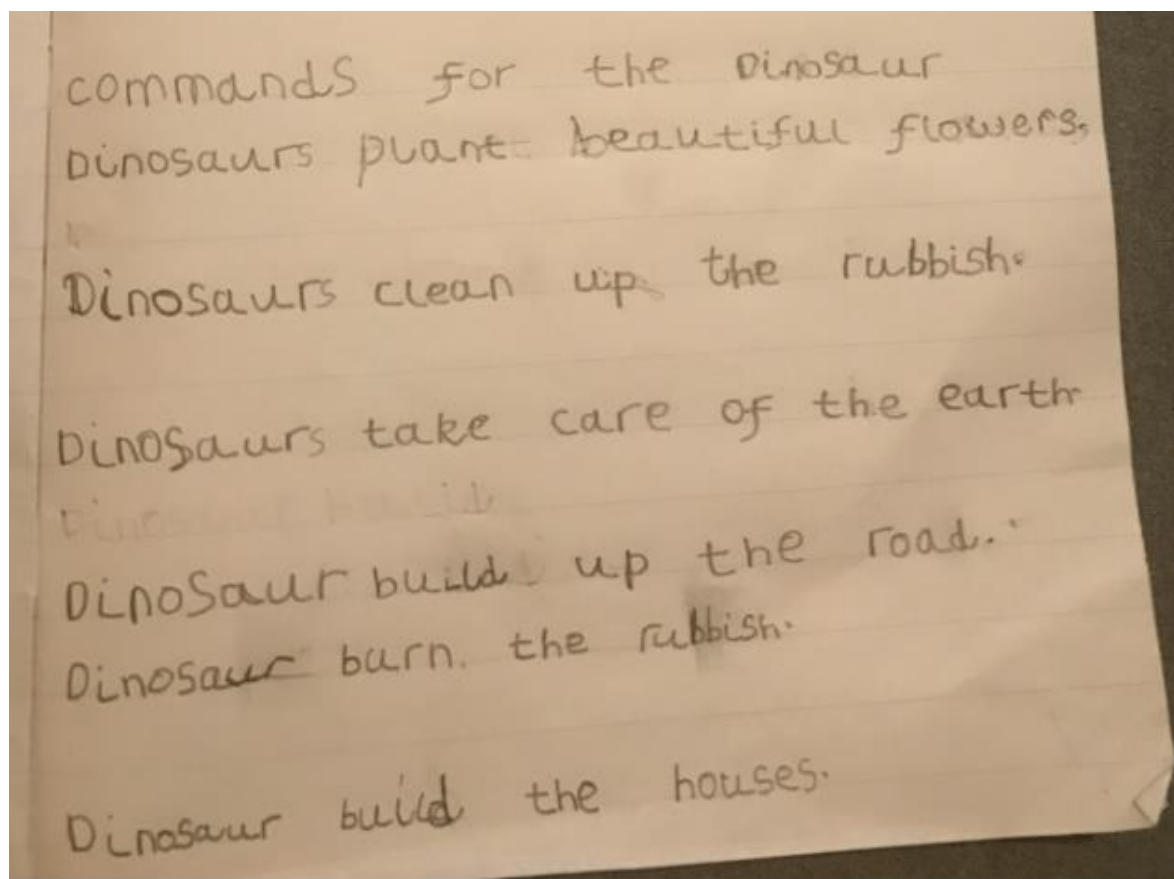 commands for the Dinosaur
Dinosaurs plant beautiful flowers.
Dinosaurs clean up the rubbish.
Dinosaurs take care of the earth
Dinosaur build up the road.
Dinosaur burn. the rubbish.
Dinosaur build the houses.